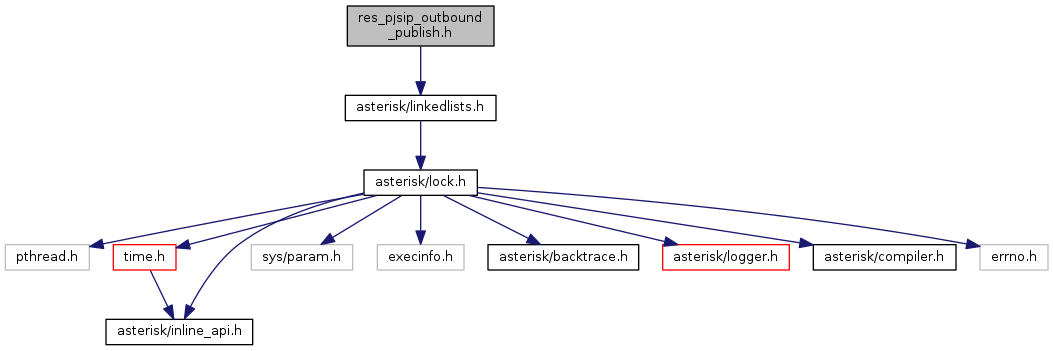 res_pjsip_outbound
_publish.h
asterisk/linkedlists.h
asterisk/lock.h
pthread.h
time.h
sys/param.h
execinfo.h
asterisk/backtrace.h
asterisk/logger.h
asterisk/compiler.h
errno.h
asterisk/inline_api.h